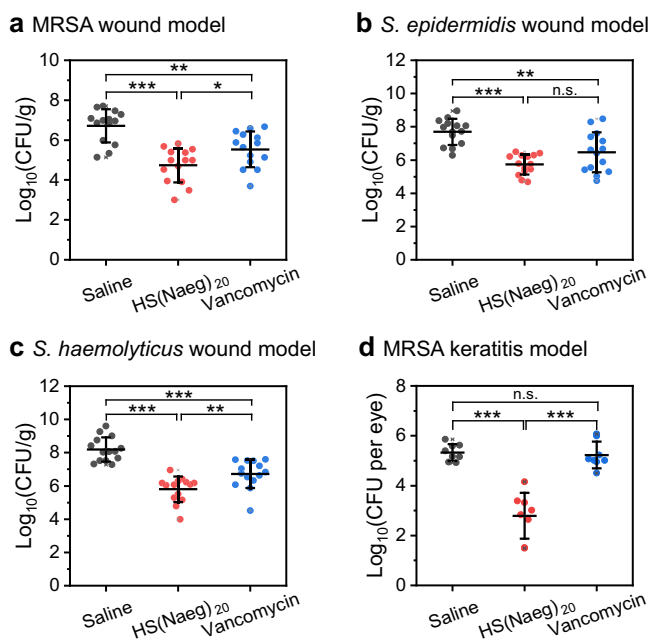 a MRSA wound model
Log10(CFU/g)
10
8
6
4
2
0
**
***
*
Saline
HS(Naeg)20
Vancomycin
b S. epidermidis wound model
Log10(CFU/g)
12
10
8
6
4
2
0
**
***
n.s.
Saline
HS(Naeg)20
Vancomycin
c S. haemolyticus wound model
Log10(CFU/g)
12
10
8
6
4
2
0
***
***
**
Saline
HS(Naeg)20
Vancomycin
d MRSA keratitis model
Log10(CFU per eye)
8
6
4
2
0
n.s.
***
***
Saline
HS(Naeg)20
Vancomycin